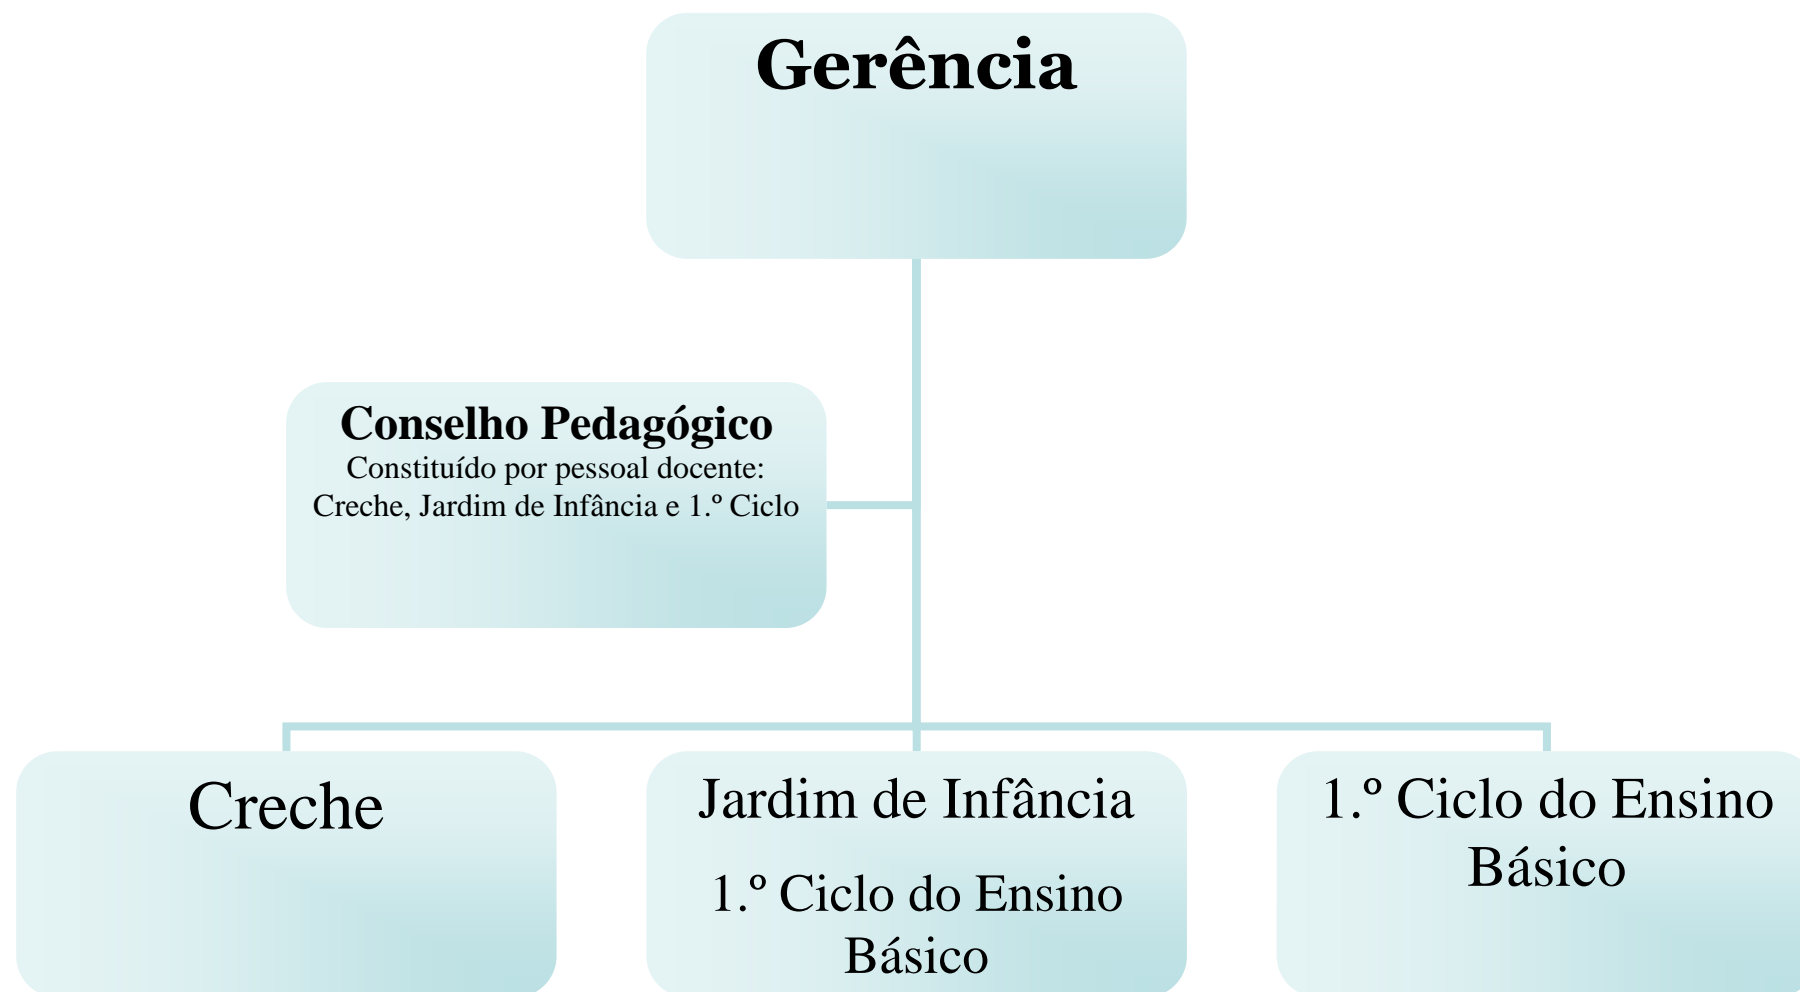 Gerência
Conselho Pedagógico
Constituído por pessoal docente:
Creche, Jardim de Infância e 1.º Ciclo
Creche
Jardim de Infância
1.º Ciclo do Ensino
Básico
1.º Ciclo do Ensino
Básico